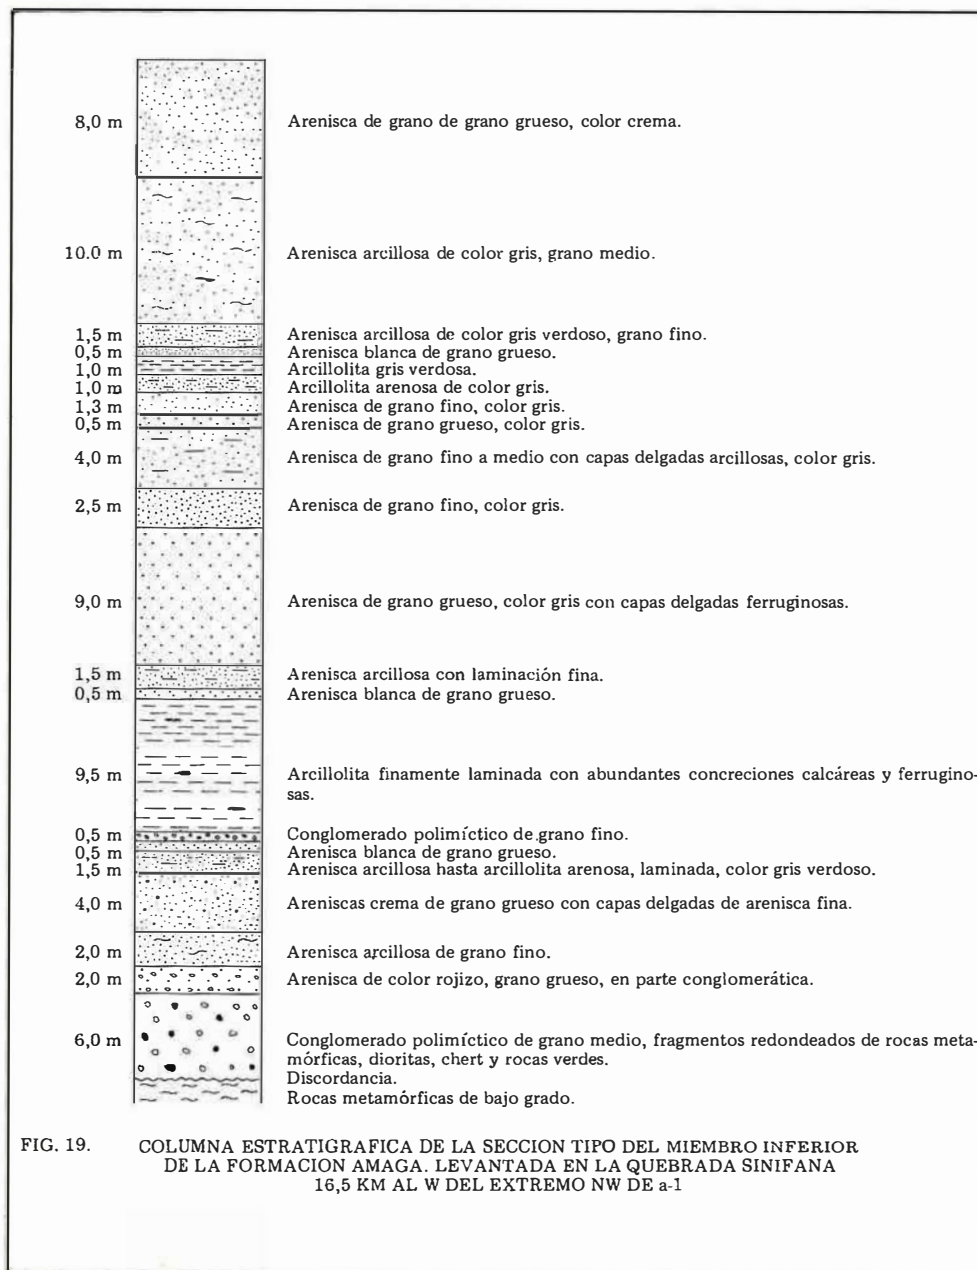 8,0 m Arenisca de grano de grano grueso, color crema.
10.0 m Arenisca arcillosa de color gris, grano medio.
1,5 m Arenisca arcillosa de color gris verdoso, grano fino.
0,5 m Arenisca blanca de grano grueso.
1,0 m Arcillolita gris verdosa.
1,0 m Arcillolita arenosa de color gris.
1,3 m Arenisca de grano fino, color gris.
0,5 m Arenisca de grano grueso, color gris.
4,0 m Arenisca de grano fino a medio con capas delgadas arcillosas, color gris.
2,5 m Arenisca de grano fino, color gris.
9,0 m Arenisca de grano grueso, color gris con capas delgadas ferruginosas.
1,5 m Arenisca arcillosa con laminación fina.
0,5 m Arenisca blanca de grano grueso.
9,5 m Arcillolita finamente laminada con abundantes concreciones calcáreas y ferrugino-
sas.
0,5 m Conglomerado polimíctico de grano fino.
0,5 m Arenisca blanca de grano grueso.
1,5 m Arenisca arcillosa hasta arcillolita arenosa, laminada, color gris verdoso.
4,0 m Areniscas crema de grano grueso con capas delgadas de arenisca fina.
2,0 m Arenisca arcillosa de grano fino.
2,0 m Arenisca de color rojizo, grano grueso, en parte conglomerática.
6,0 m Conglomerado polimíctico de grano medio, fragmentos redondeados de rocas meta-
mórficas, dioritas, chert y rocas verdes.
Discordancia.
Rocas metamórficas de bajo grado.
FIG. 19. COLUMNA ESTRATIGRAFICA DE LA SECCION TIPO DEL MIEMBRO INFERIOR
DE LA FORMACION AMAGA. LEVANTADA EN LA QUEBRADA SINIFANA
16,5 KM AL W DEL EXTREMO NW DE a-1